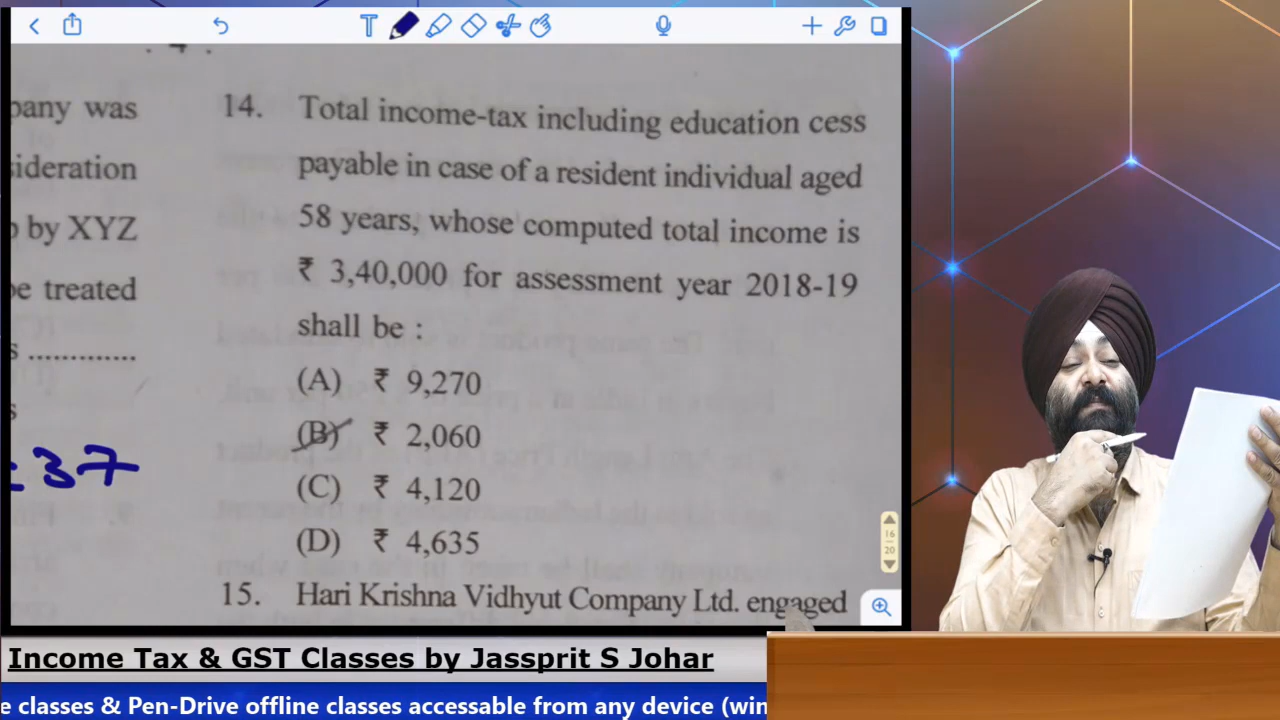 T
. 4 .
pany was
sideration
by XYZ
be treated
s .............
s
= 37
14. Total income-tax including education cess
payable in case of a resident individual aged
58 years, whose computed total income is
₹ 3,40,000 for assessment year 2018-19
shall be :
(A) ₹ 9,270
(B) ₹ 2,060
(C) ₹ 4,120
(D) ₹ 4,635
15. Hari Krishna Vidhyut Company Ltd. engaged
16
20
Income Tax & GST Classes by Jassprit S Johar
e classes & Pen-Drive offline classes accessable from any device (win